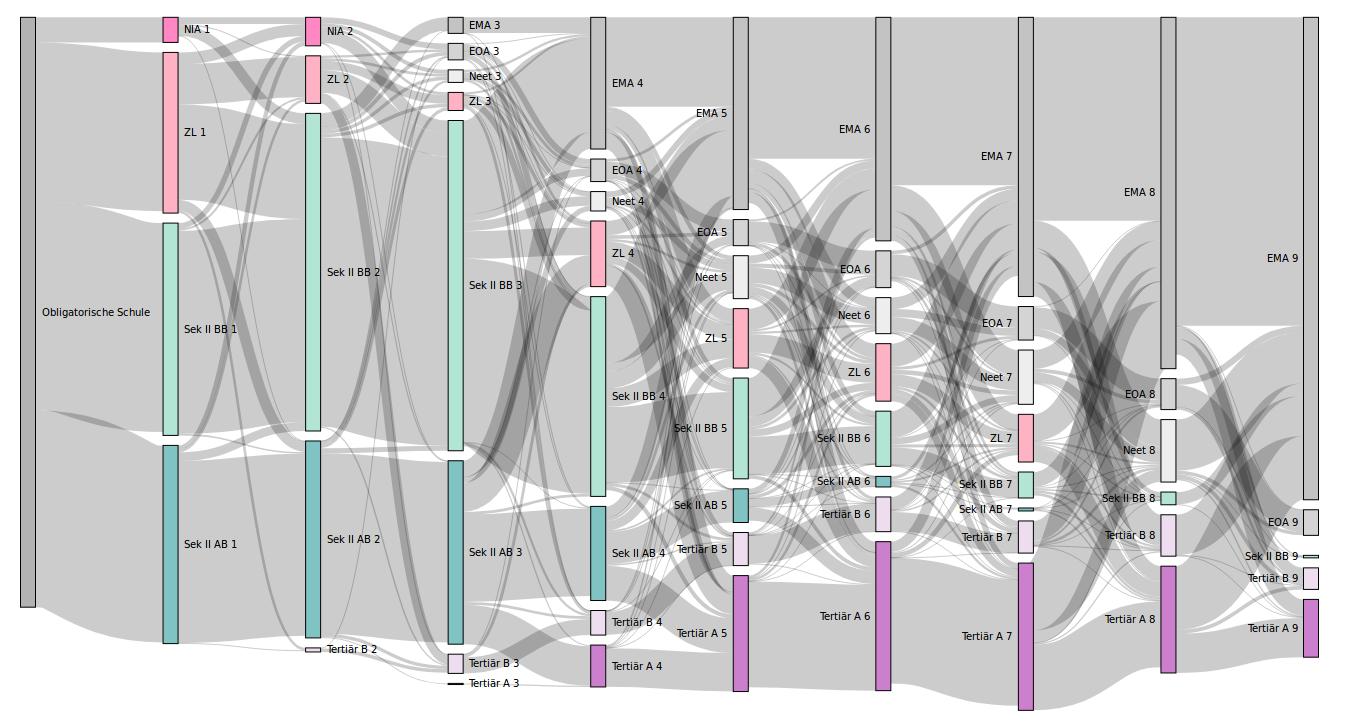 Obligatorische Schule
NIA 1
ZL 1
Sek II BB 1
Sek II AB 1
NIA 2
ZL 2
Sek II BB 2
Sek II AB 2
Tertiär B 2
EMA 3
EOA 3
Neet 3
ZL 3
Sek II BB 3
Sek II AB 3
Tertiär B 3
Tertiär A 3
EMA 4
EOA 4
Neet 4
ZL 4
Sek II BB 4
Sek II AB 4
Tertiär B 4
Tertiär A 4
EMA 5
EOA 5
Neet 5
ZL 5
Sek II BB 5
Sek II AB 5
Tertiär B 5
Tertiär A 5
EMA 6
EOA 6
Neet 6
ZL 6
Sek II BB 6
Sek II AB 6
Tertiär B 6
Tertiär A 6
EMA 7
EOA 7
Neet 7
ZL 7
Sek II BB 7
Sek II AB 7
Tertiär B 7
Tertiär A 7
EMA 8
EOA 8
Neet 8
Sek II BB 8
Tertiär B 8
Tertiär A 8
EMA 9
EOA 9
Sek II BB 9
Tertiär B 9
Tertiär A 9